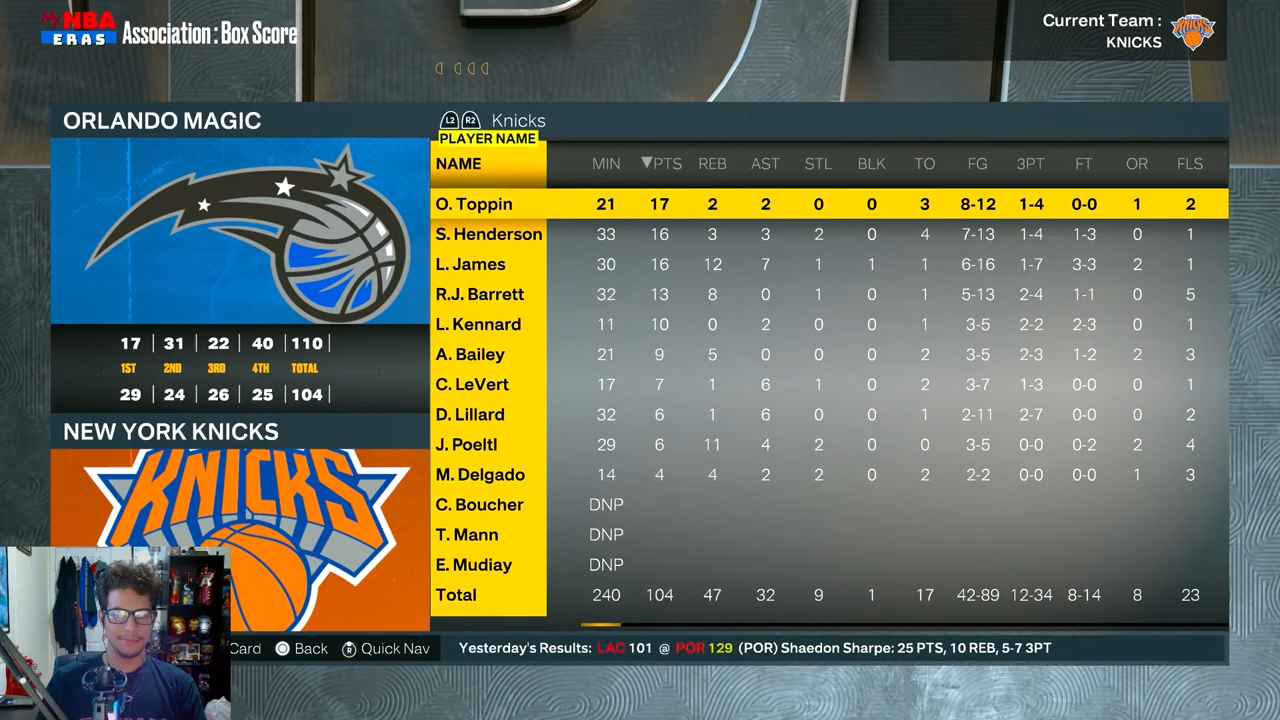 MyNBA ERAS Association : Box Score
Current Team :
KNICKS
KNICKS
ORLANDO MAGIC
L2 R2 Knicks
PLAYER NAME
NAME MIN PTS REB AST STL BLK TO FG 3PT FT OR FLS
O. Toppin 21 17 2 2 0 0 3 8-12 1-4 0-0 1 2
S. Henderson 33 16 3 3 2 0 4 7-13 1-4 1-3 0 1
L. James 30 16 12 7 1 1 1 6-16 1-7 3-3 2 1
R.J. Barrett 32 13 8 0 1 0 1 5-13 2-4 1-1 0 5
L. Kennard 11 10 0 2 0 0 1 3-5 2-2 2-3 0 1
A. Bailey 21 9 5 0 0 0 2 3-5 2-3 1-2 2 3
C. LeVert 17 7 1 6 1 0 2 3-7 1-3 0-0 0 1
D. Lillard 32 6 1 6 0 0 1 2-11 2-7 0-0 0 2
J. Poeltl 29 6 11 4 2 0 0 3-5 0-0 0-2 2 4
M. Delgado 14 4 4 2 2 0 2 2-2 0-0 0-0 1 3
C. Boucher DNP
T. Mann DNP
E. Mudiay DNP
Total 240 104 47 32 9 1 17 42-89 12-34 8-14 8 23
17 31 22 40 110
1ST 2ND 3RD 4TH TOTAL
29 24 26 25 104
NEW YORK KNICKS
KNICKS
Card Back R Quick Nav
Yesterday's Results: LAC 101 @ POR 129 (POR) Shaedon Sharpe: 25 PTS, 10 REB, 5-7 3PT